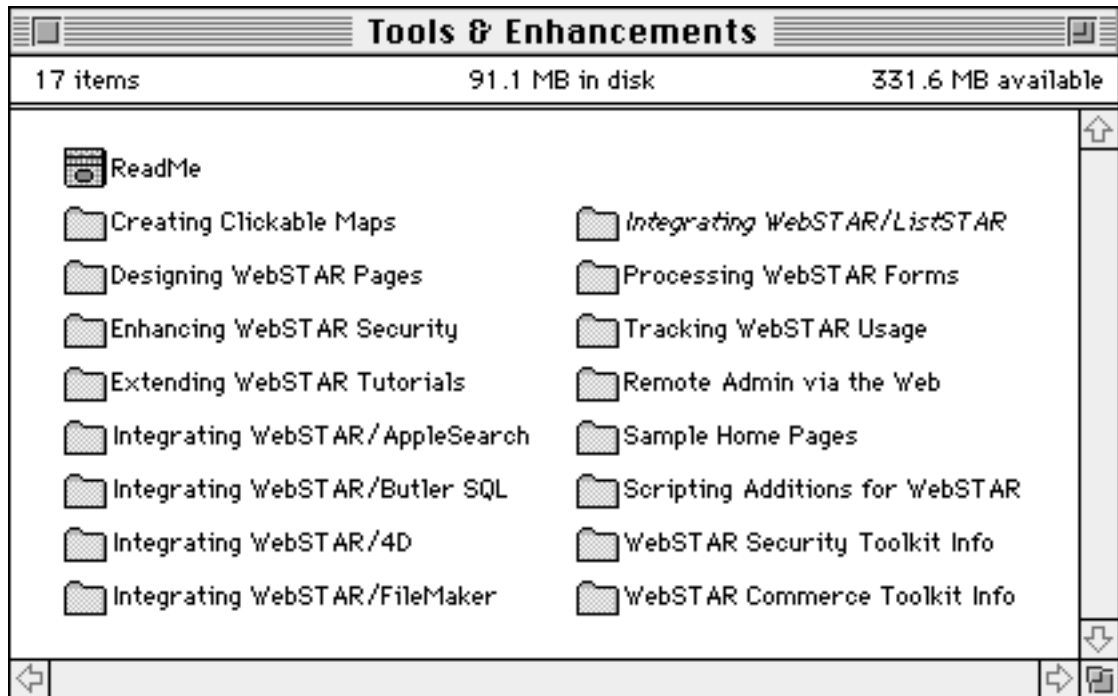 Tools & Enhancements
17 items 91.1 MB in disk 331.6 MB available
ReadMe
Creating Clickable Maps
Designing WebSTAR Pages
Enhancing WebSTAR Security
Extending WebSTAR Tutorials
Integrating WebSTAR/AppleSearch
Integrating WebSTAR/Butler SQL
Integrating WebSTAR/4D
Integrating WebSTAR/FileMaker
Integrating WebSTAR/ListSTAR
Processing WebSTAR Forms
Tracking WebSTAR Usage
Remote Admin via the Web
Sample Home Pages
Scripting Additions for WebSTAR
WebSTAR Security Toolkit Info
WebSTAR Commerce Toolkit Info